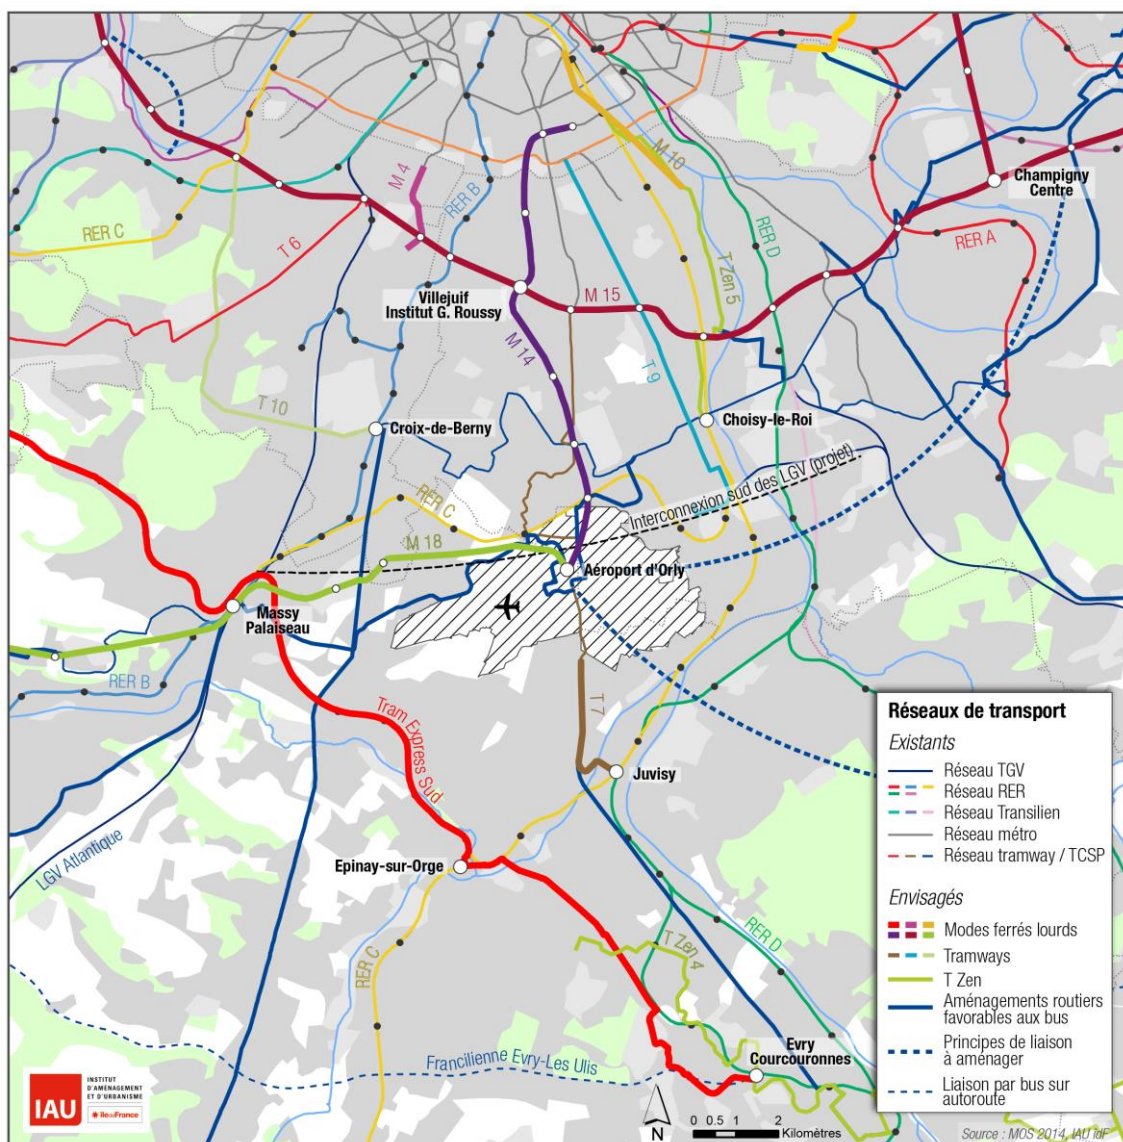 M 10
M 4
RER B
RER D
Champigny
Centre
RER C
T 6
RER A
T Zen 5
Villejuif
Institut G. Roussy
M 15
M 14
T 9
T 10
Croix-de-Berny
Choisy-le-Roi
Interconnexion sud des LGV (projet)
RER C
M 18
Aéroport d'Orly
Massy
Palaiseau
RER B
T 7
Tram Express
Sud
Juvisy
LGV Atlantique
Epinay-sur-Orge
RER C
T Zen 4
RER D
Evry
Courcouronnes
Francilienne Evry-Les Ulis
Réseaux de transport
Existants
Réseau TGV
Réseau RER
Réseau Transilien
Réseau métro
Réseau tramway / TCSP
Envisagés
Modes ferrés lourds
Tramways
T Zen
Aménagements routiers
favorables aux bus
Principes de liaison
à aménager
Liaison par bus sur
autoroute
IAU
INSTITUT
D'AMÉNAGEMENT
ET D'URBANISME
île de France
N
0 0.5 1 2
Kilomètres
Source : MOS 2014, IAU îdF